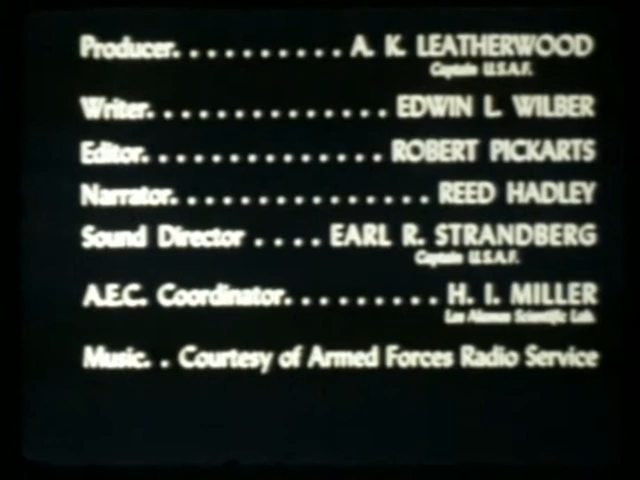 Producer. . . . . . . . . . . A. K. LEATHERWOOD
Captain U.S.A.F.
Writer. . . . . . . . . . . . . . . EDWIN L. WILBER
Editor. . . . . . . . . . . . . . . ROBERT PICKARTS
Narrator. . . . . . . . . . . . . . . . REED HADLEY
Sound Director . . . . EARL R. STRANDBERG
Captain U.S.A.F.
A.E.C. Coordinator. . . . . . . . . . H. I. MILLER
Los Alamos Scientific Lab.
Music. . Courtesy of Armed Forces Radio Service